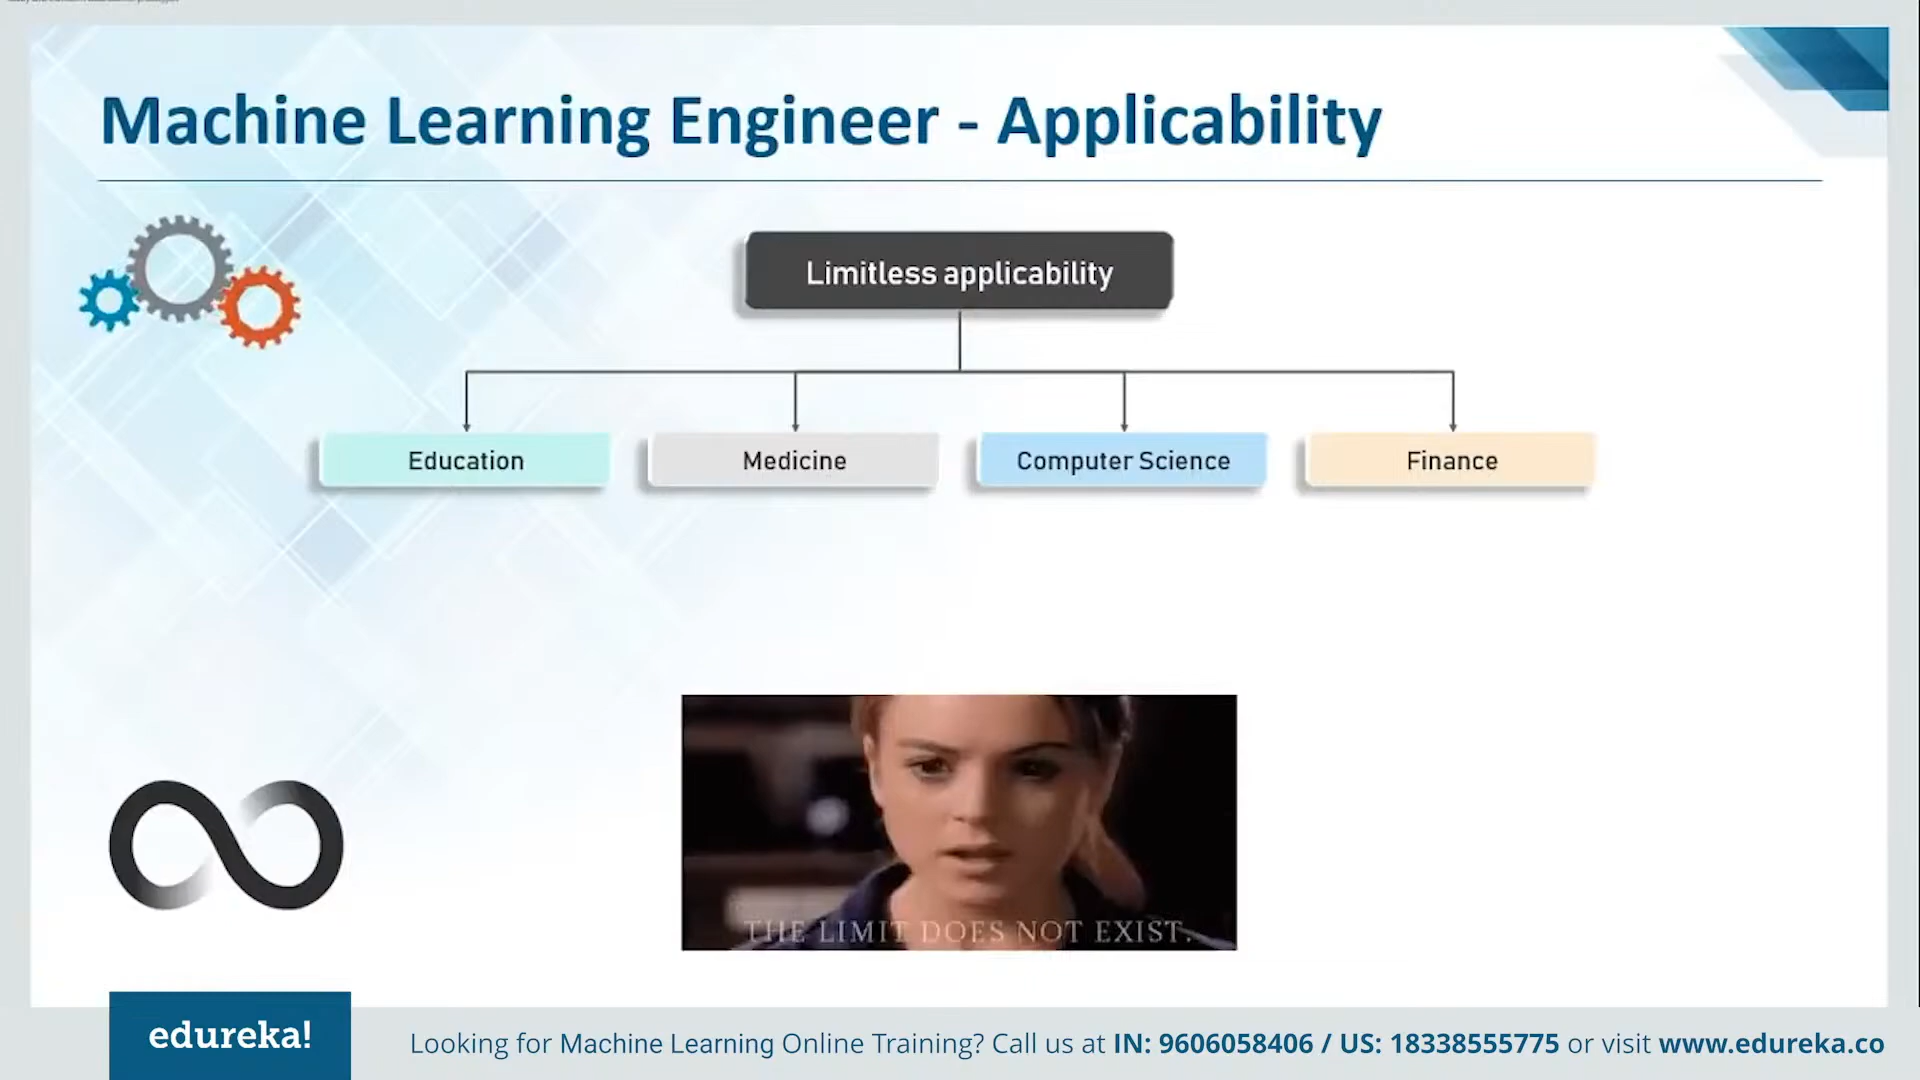 Machine Learning Engineer - Applicability
Limitless applicability
Education
Medicine
Computer Science
Finance
THE LIMIT DOES NOT EXIST.
edureka!
Looking for Machine Learning Online Training? Call us at IN: 9606058406 / US: 18338555775 or visit www.edureka.co